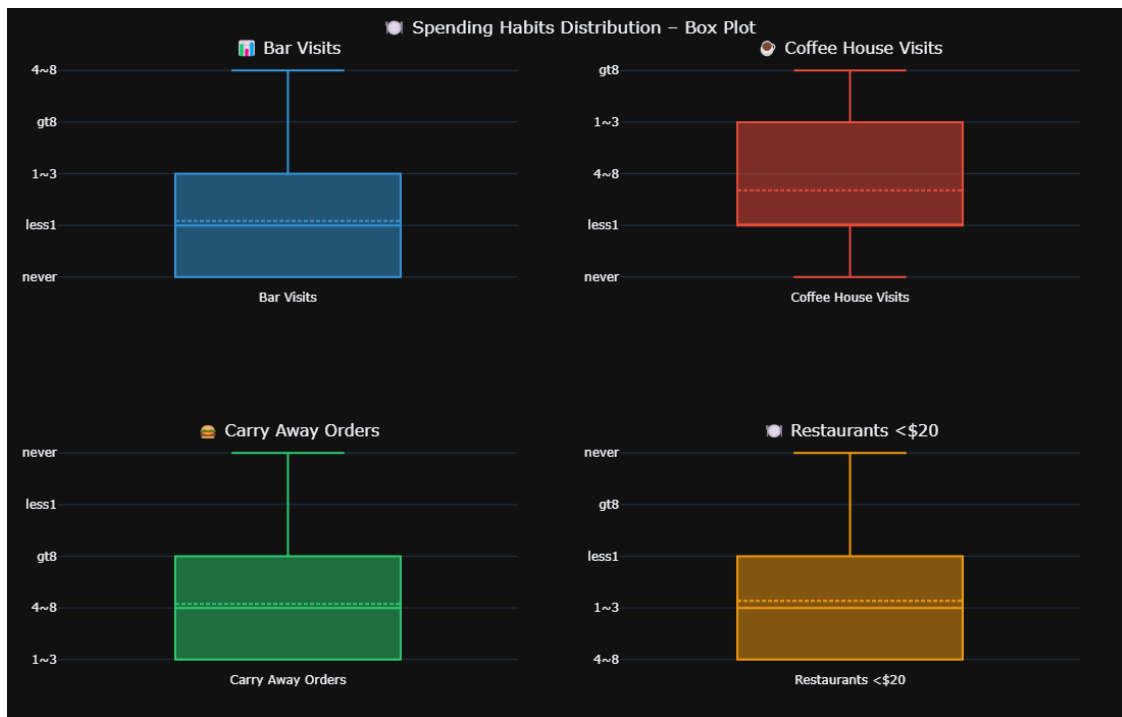 🍽️ Spending Habits Distribution – Box Plot
📊 Bar Visits
4~8
gt8
1~3
less1
never
Bar Visits
☕ Coffee House Visits
gt8
1~3
4~8
less1
never
Coffee House Visits
🍔 Carry Away Orders
never
less1
gt8
4~8
1~3
Carry Away Orders
🍽️ Restaurants <$20
never
gt8
less1
1~3
4~8
Restaurants <$20